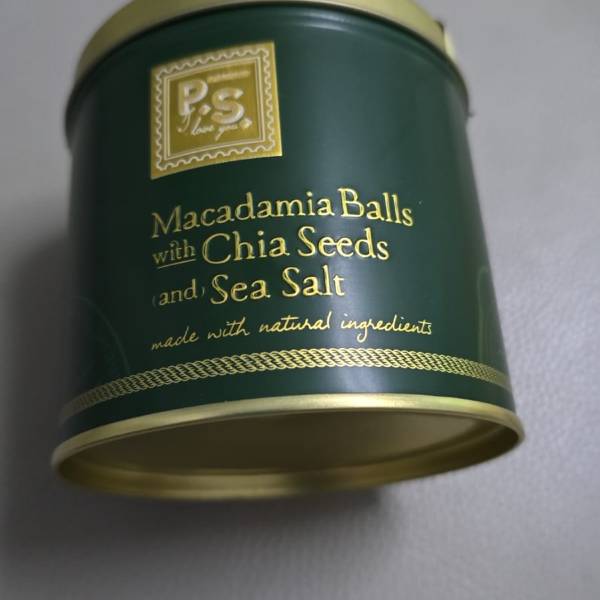 P.S.
I love you
Macadamia Balls
with Chia Seeds
(and) Sea Salt
made with natural ingredients